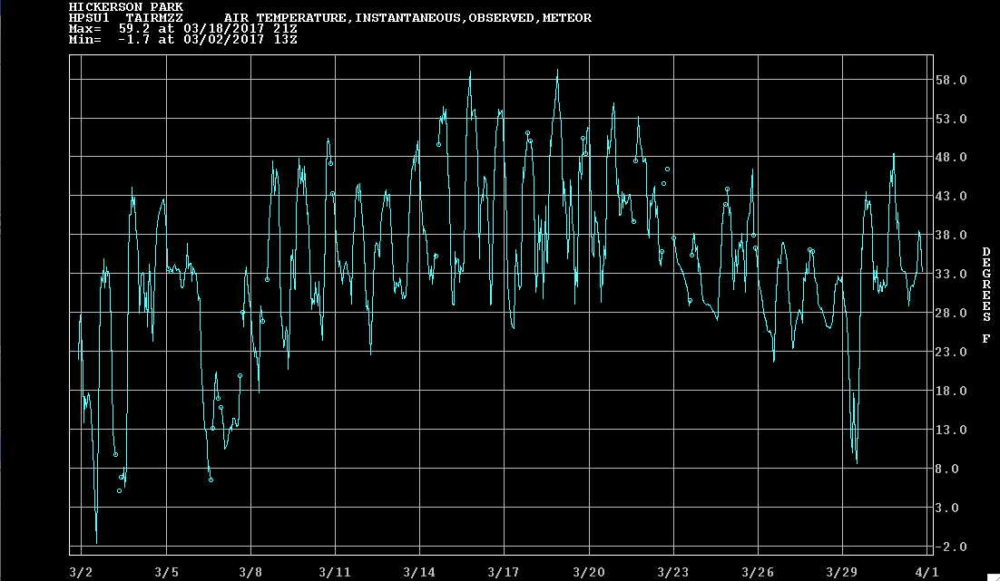 HICKERSON PARK
HPSU1  TAIRMZZ     AIR TEMPERATURE,INSTANTANEOUS,OBSERVED,METEOR
Max=  59.2 at 03/18/2017 21Z
Min=  -1.7 at 03/02/2017 13Z
58.0
53.0
48.0
43.0
38.0
33.0
28.0
23.0
18.0
13.0
8.0
3.0
-2.0
DEGREES F
3/2 3/5 3/8 3/11 3/14 3/17 3/20 3/23 3/26 3/29 4/1